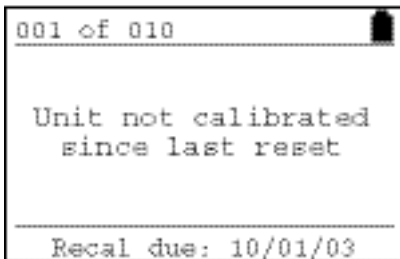 001 of 010
Unit not calibrated
since last reset
Recal due: 10/01/03